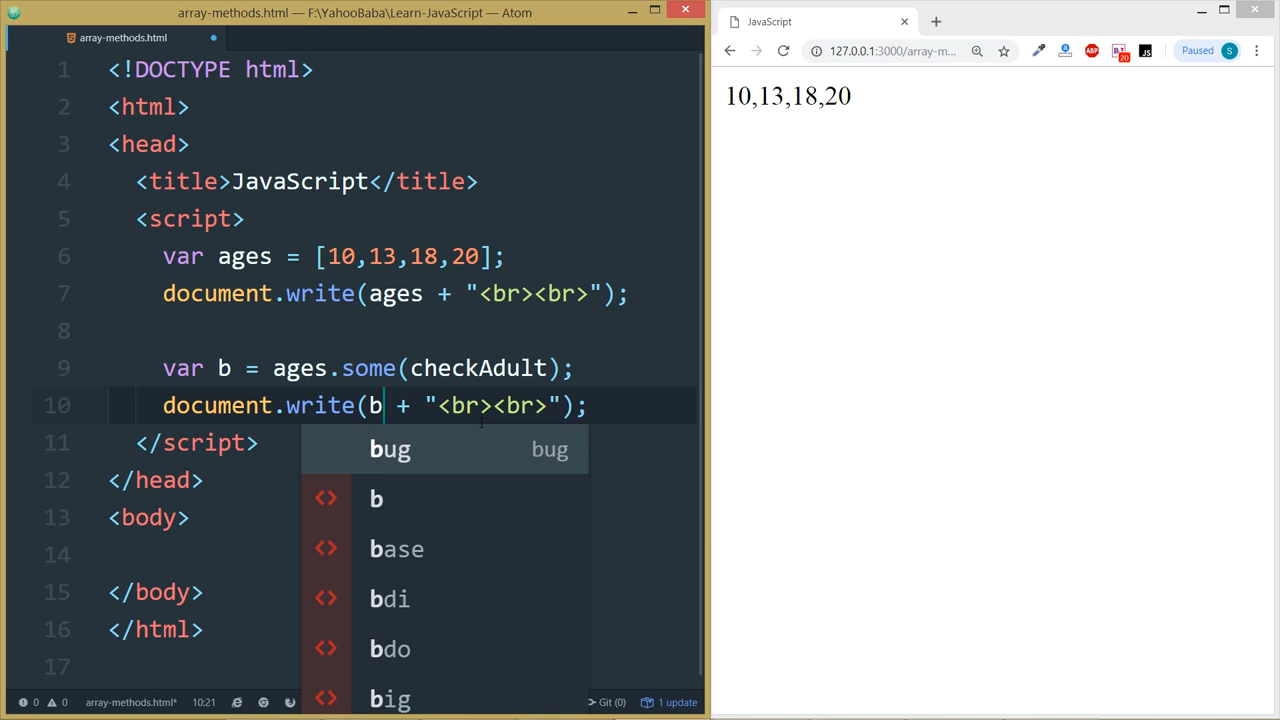 array-methods.html — F:\YahooBaba\Learn-JavaScript — Atom
array-methods.html
1 <!DOCTYPE html>
2 <html>
3 <head>
4 <title>JavaScript</title>
5 <script>
6 var ages = [10,13,18,20];
7 document.write(ages + "<br><br>");
8
9 var b = ages.some(checkAdult);
10 document.write(b + "<br><br>");
11 </script>
12 </head>
13 <body>
14
15 </body>
16 </html>
17
bug bug
<> b
<> base
<> bdi
<> bdo
<> big
0 0 array-methods.html* 10:21 Git (0) 1 update
JavaScript
127.0.0.1:3000/array-m... ABP 20 JS Paused S
10,13,18,20